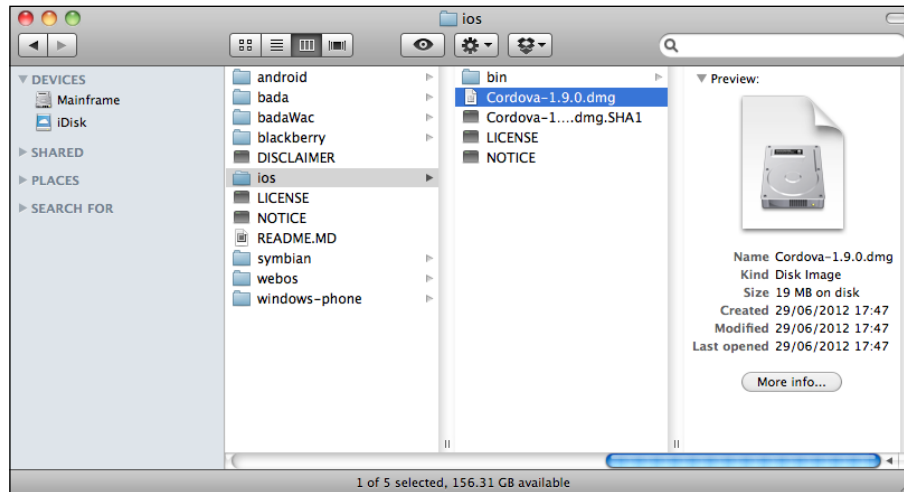 ios
DEVICES
Mainframe
iDisk
SHARED
PLACES
SEARCH FOR
android
bada
badaWac
blackberry
DISCLAIMER
ios
LICENSE
NOTICE
README.MD
symbian
webos
windows-phone
bin
Cordova-1.9.0.dmg
Cordova-1....dmg.SHA1
LICENSE
NOTICE
Preview:
Name Cordova-1.9.0.dmg
Kind Disk Image
Size 19 MB on disk
Created 29/06/2012 17:47
Modified 29/06/2012 17:47
Last opened 29/06/2012 17:47
More info...
1 of 5 selected, 156.31 GB available